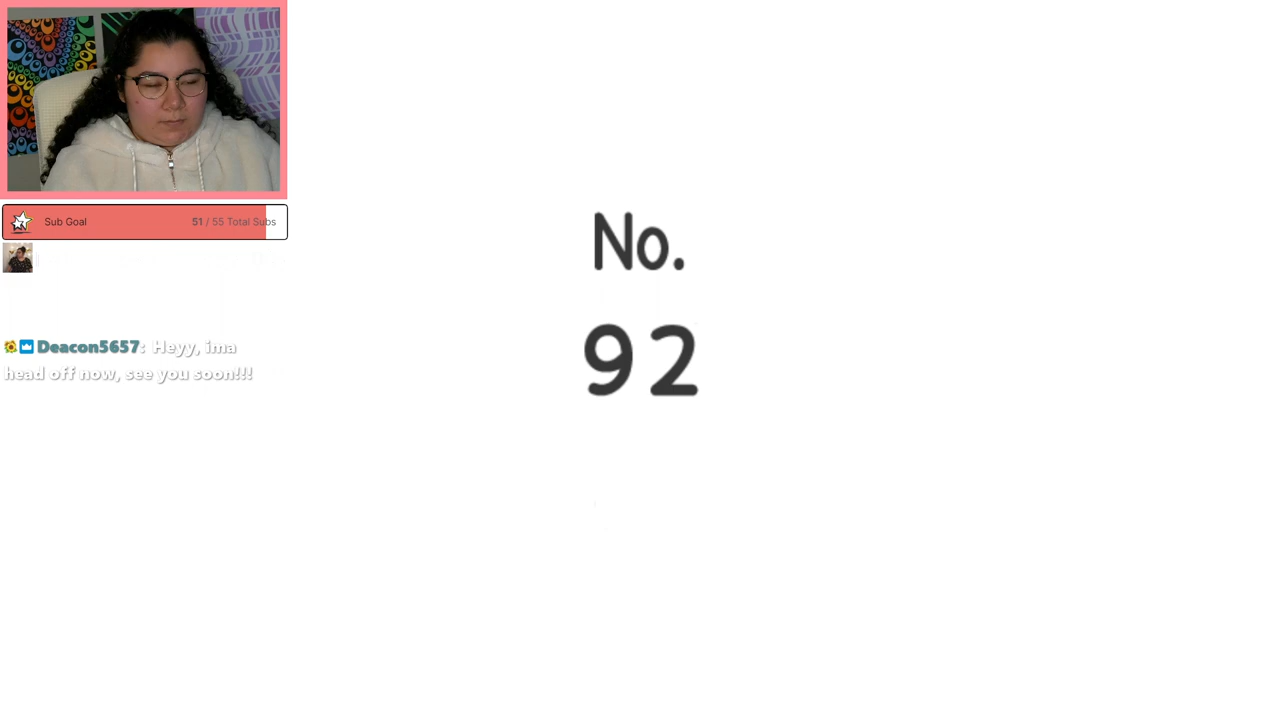 Sub Goal 51 / 55 Total Subs
Deacon5657: Heyy, ima
head off now, see you soon!!!
No.
92